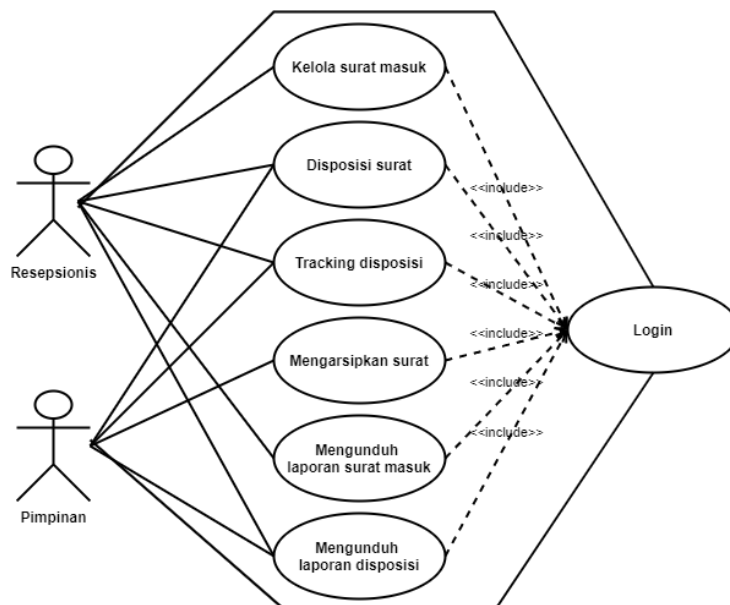 Kelola surat masuk
Disposisi surat
<<include>>
<<include>>
Resepsionis
Tracking disposisi
<<include>>
Login
Mengarsipkan surat
<<include>>
<<include>>
Mengunduh
laporan surat masuk
<<include>>
Pimpinan
Mengunduh
laporan disposisi